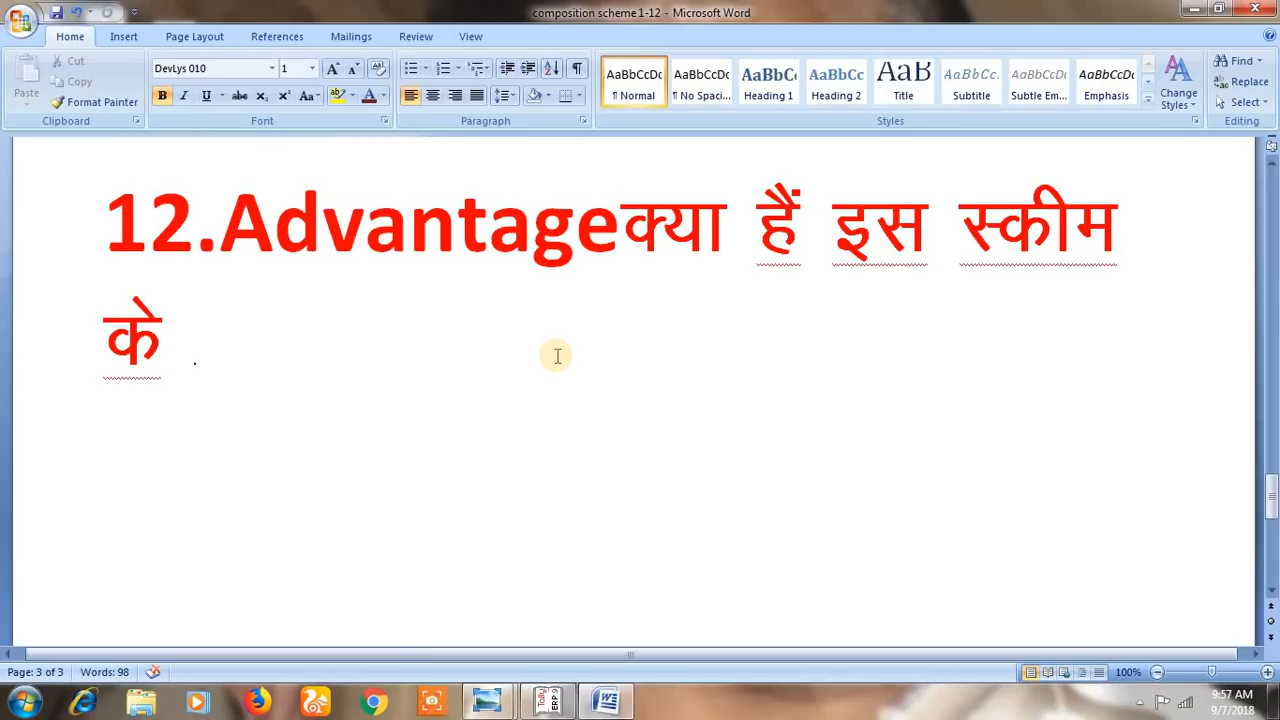 composition scheme 1-12 - Microsoft Word
Home Insert Page Layout References Mailings Review View
Paste Cut Copy Format Painter
DevLys 010 1
AaBbCcDc AaBbCcDc AaBbC AaBbCc AaB AaBbCc. AaBbCcDc AaBbCcDc
¶ Normal ¶ No Spaci... Heading 1 Heading 2 Title Subtitle Subtle Em... Emphasis
Change Styles
Find Replace Select
Clipboard Font Paragraph Styles Editing
12.Advantageक्या हैं इस स्कीम
के .
Page: 3 of 3 Words: 98 100%
Tally ERP 9
9:57 AM
9/7/2018